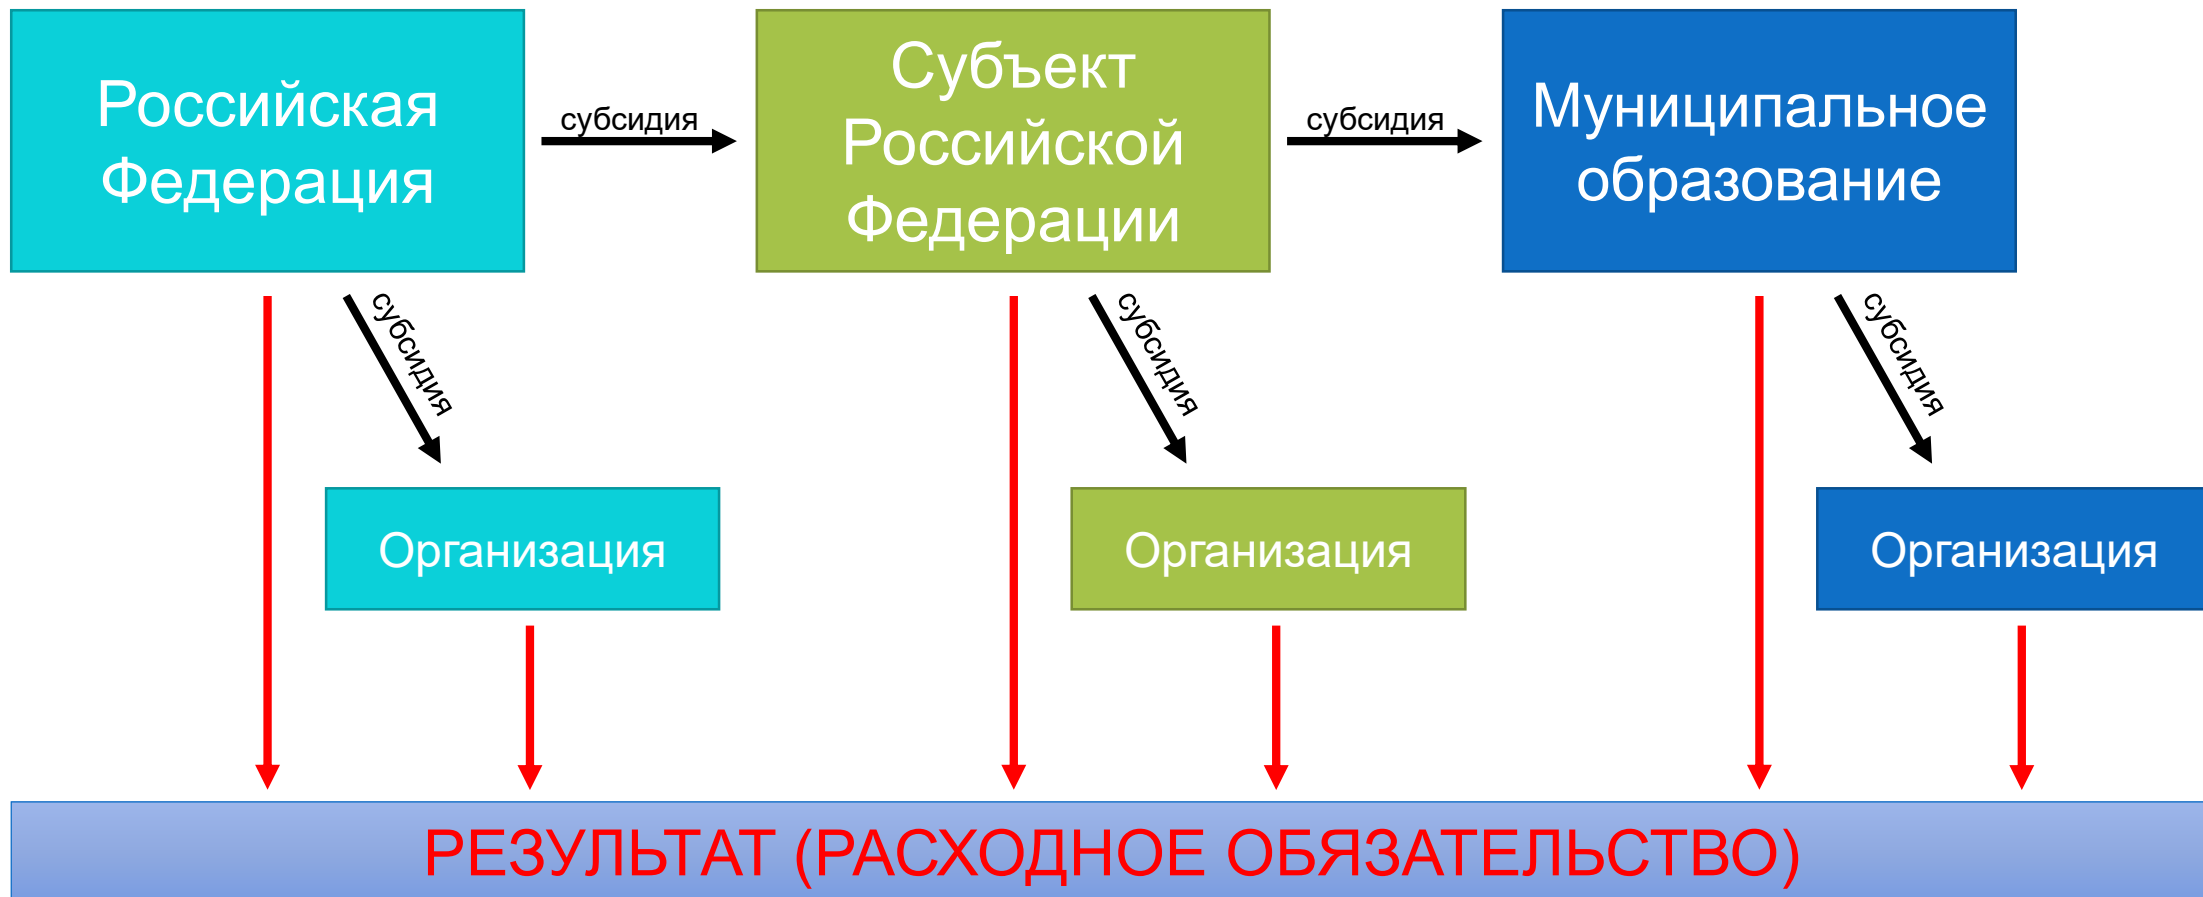 Российская
Федерация
субсидия
Субъект
Российской
Федерации
субсидия
Муниципальное
образование
субсидия
субсидия
субсидия
Организация
Организация
Организация
РЕЗУЛЬТАТ (РАСХОДНОЕ ОБЯЗАТЕЛЬСТВО)